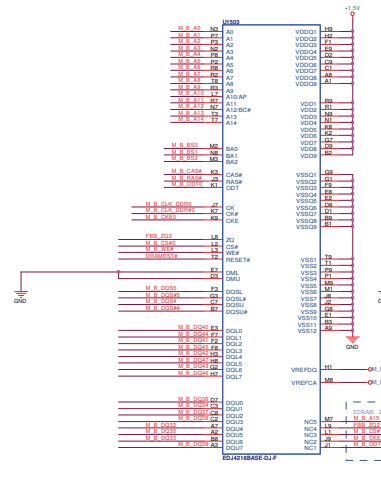 +1.5V
U1503
M_B_A0 N3 A0 VDDQ1 H9
M_B_A1 P7 A1 VDDQ2 H2
M_B_A2 P3 A2 VDDQ3 F1
M_B_A3 N2 A3 VDDQ4 E9
M_B_A4 P8 A4 VDDQ5 D2
M_B_A5 P2 A5 VDDQ6 C9
M_B_A6 R8 A6 VDDQ7 C1
M_B_A7 R2 A7 VDDQ8 A8
M_B_A8 T8 A8 VDDQ9 A1
M_B_A9 R3 A9
M_B_A10 L7 A10/AP VDD1 R9
M_B_A11 R7 A11 VDD2 R1
M_B_A12 N7 A12/BC# VDD3 N9
M_B_A13 T3 A13 VDD4 N1
M_B_A14 T7 A14 VDD5 K8
VDD6 K2
VDD7 G7
M_B_BS0 M2 BA0 VDD8 D9
M_B_BS1 N8 BA1 VDD9 B2
M_B_BS2 M3 BA2
M_B_CAS# K3 CAS# VSSQ1 G9
M_B_RAS# J3 RAS# VSSQ2 G1
M_B_ODT0 K1 ODT VSSQ3 F9
VSSQ4 E8
VSSQ5 E2
M_B_CLK_DDR0 J7 CK VSSQ6 D8
M_B_CLK_DDR#0 K7 CK# VSSQ7 D1
M_B_CKE0 K9 CKE VSSQ8 B9
VSSQ9 B1
FBB_ZQ2 L8 ZQ
M_B_CS#0 L2 CS#
M_B_WE# L3 WE# VSS1 T9
DRAMRST# T2 RESET# VSS2 T1
VSS3 P9
E7 DML VSS4 P1
D3 DMU VSS5 M9
VSS6 M1
M_B_DQS5 F3 DQSL VSS7 J8
M_B_DQS#5 G3 DQSL# VSS8 J2
M_B_DQS4 C7 DQSU VSS9 G8
M_B_DQS#4 B7 DQSU# VSS10 E1
VSS11 B3
VSS12 A9
GND
GND
M_B_DQ40 E3 DQL0
M_B_DQ44 F7 DQL1
M_B_DQ41 F2 DQL2
M_B_DQ45 F8 DQL3
M_B_DQ42 H3 DQL4
M_B_DQ47 H8 DQL5
M_B_DQ43 G2 DQL6 VREFDQ H1
M_B_DQ46 H7 DQL7
VREFCA M8
D7 DQU0
M_B_DQ34 C3 DQU1
C8 DQU2
C2 DQU3
M_B_DQ32 A7 DQU4 NC5 M7 M_B_A15
M_B_DQ35 A2 DQU5 NC4 L9 FBB_ZQ2
M_B_DQ33 B8 DQU6 NC3 L1 M_B_CS#
M_B_DQ39 A3 DQU7 NC2 J9 M_B_CKE
NC1 J1 M_B_ODT
SDRAM
EDJ4216BASE-DJ-F